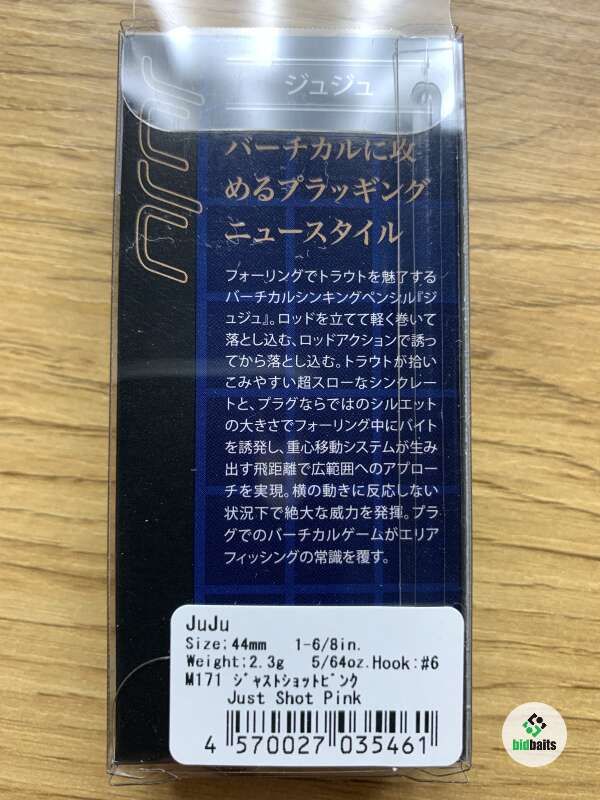 ジュジュ
JUJU
バーチカルに攻
めるプラッギング
ニュースタイル
フォーリングでトラウトを魅了する
バーチカルシンキングペンシル『ジ
ュジュ』。ロッドを立てて軽く巻いて
落とし込む、ロッドアクションで誘っ
てから落とし込む。トラウトが拾い
こみやすい超スローなシンクレー
トと、プラグならではのシルエット
の大きさでフォーリング中にバイト
を誘発し、重心移動システムが生み
出す飛距離で広範囲へのアプロー
チを実現。横の動きに反応しない
状況下で絶大な威力を発揮。プラ
グでのバーチカルゲームがエリア
フィッシングの常識を覆す。
JuJu
Size:44mm 1-6/8in.
Weight:2.3g 5/64oz.Hook:#6
M171 ｼﾞｬｽﾄｼｮｯﾄﾋﾟﾝｸ
Just Shot Pink
4 570027 035461
bidbaits